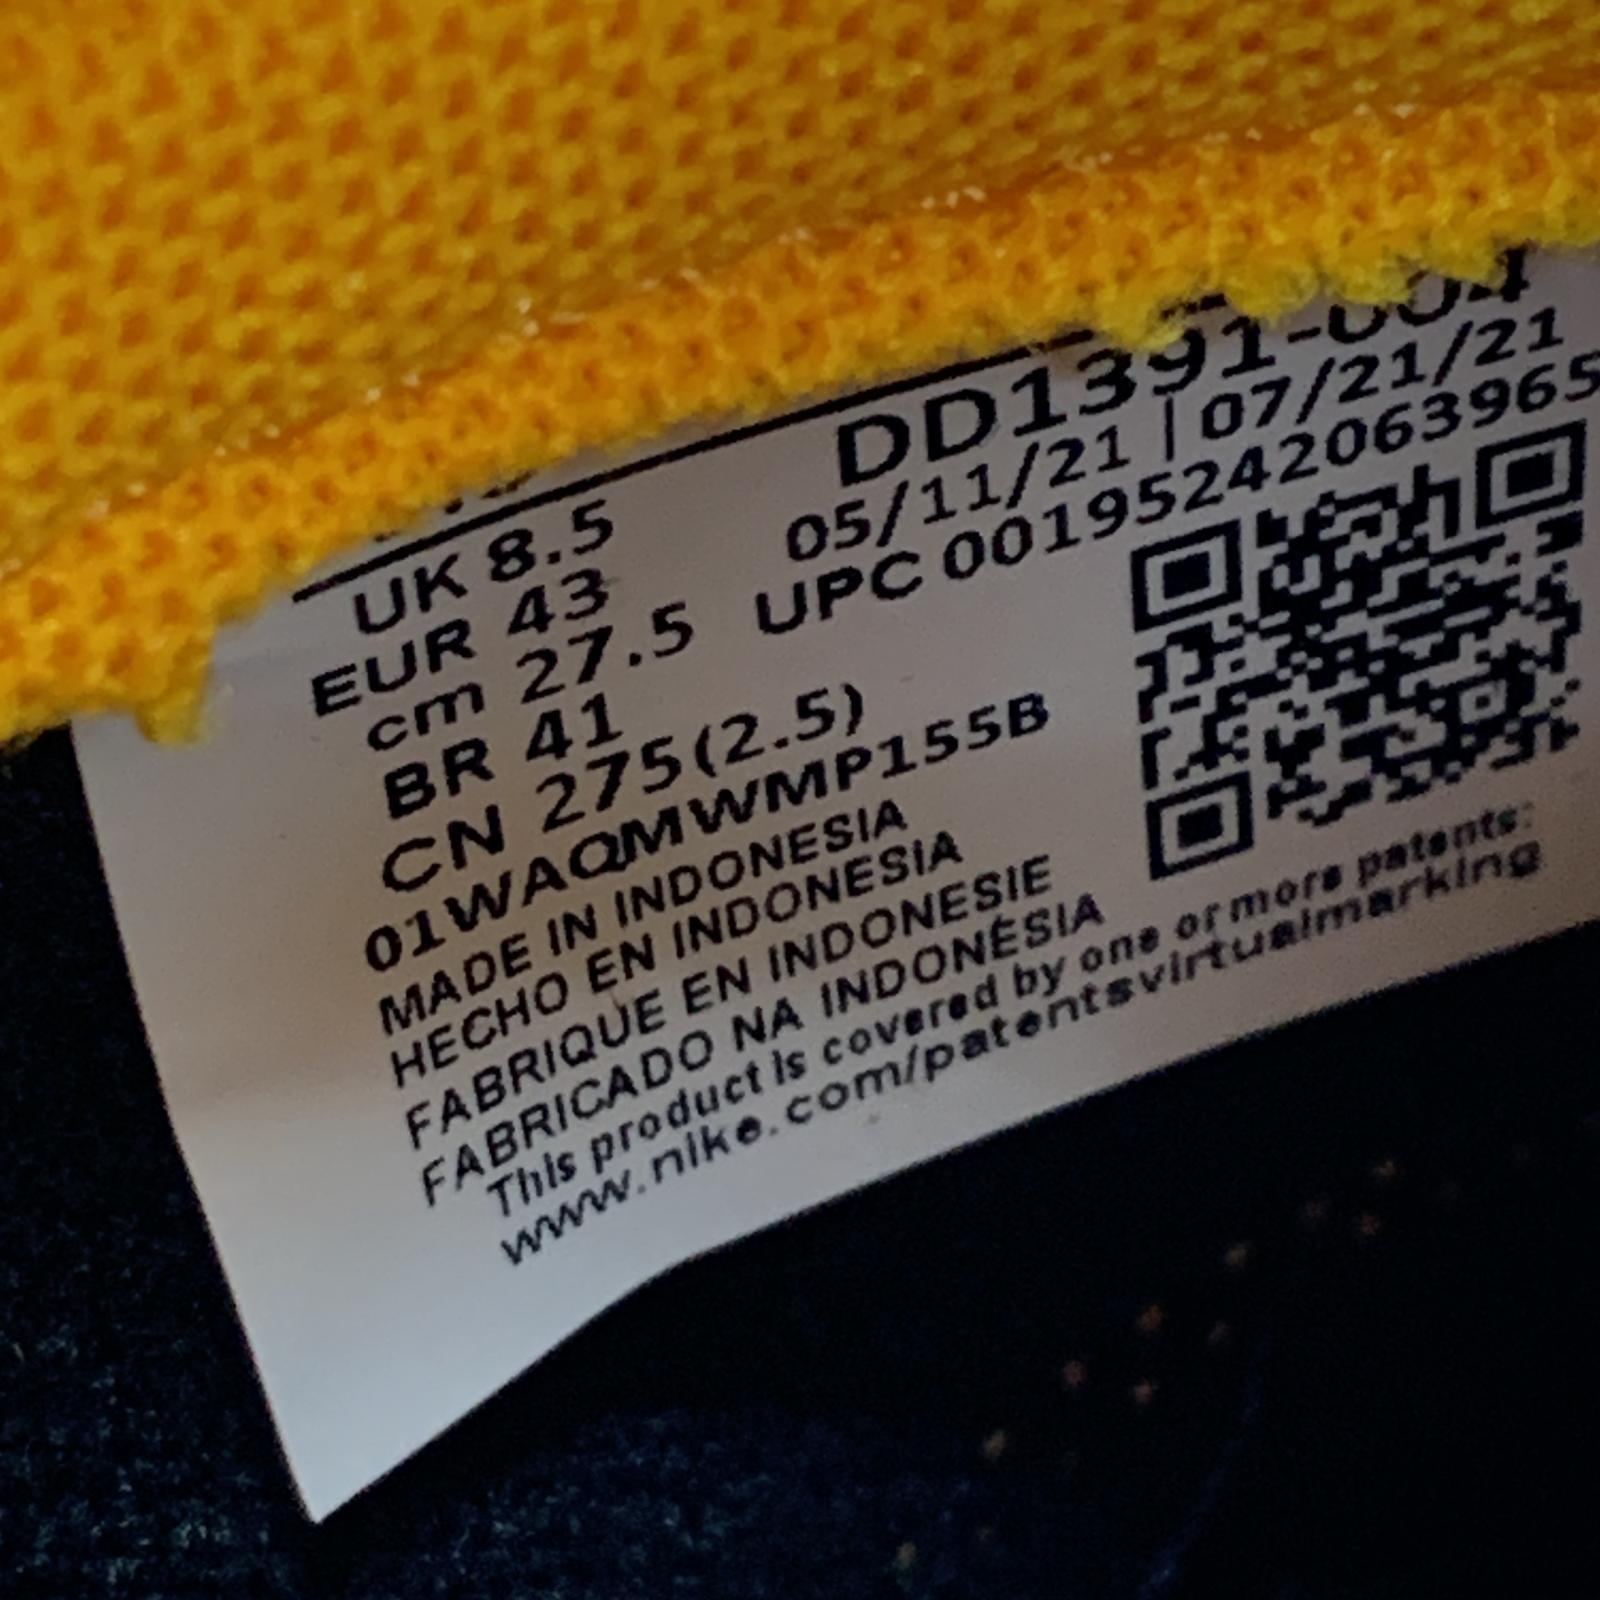 DD1391-004
UK 8.5
05/11/21 | 07/21/21
EUR 43
UPC 00195242063965
cm 27.5
BR 41
CN 275(2.5)
01WAQMWMP155B
MADE IN INDONESIA
HECHO EN INDONESIA
FABRIQUE EN INDONESIE
FABRICADO NA INDONÉSIA
This product is covered by one or more patents:
www.nike.com/patentsvirtualmarking